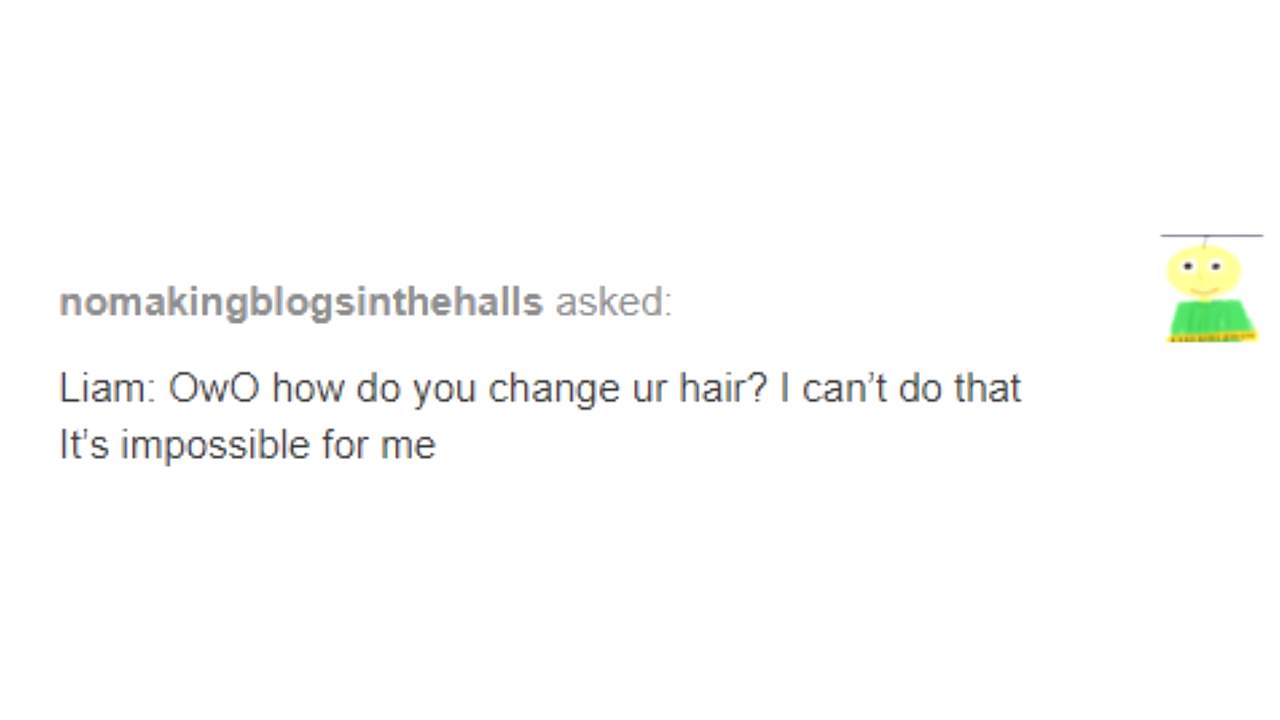 nomakingblogsinthehalls asked:
Liam: OwO how do you change ur hair? I can’t do that
It’s impossible for me